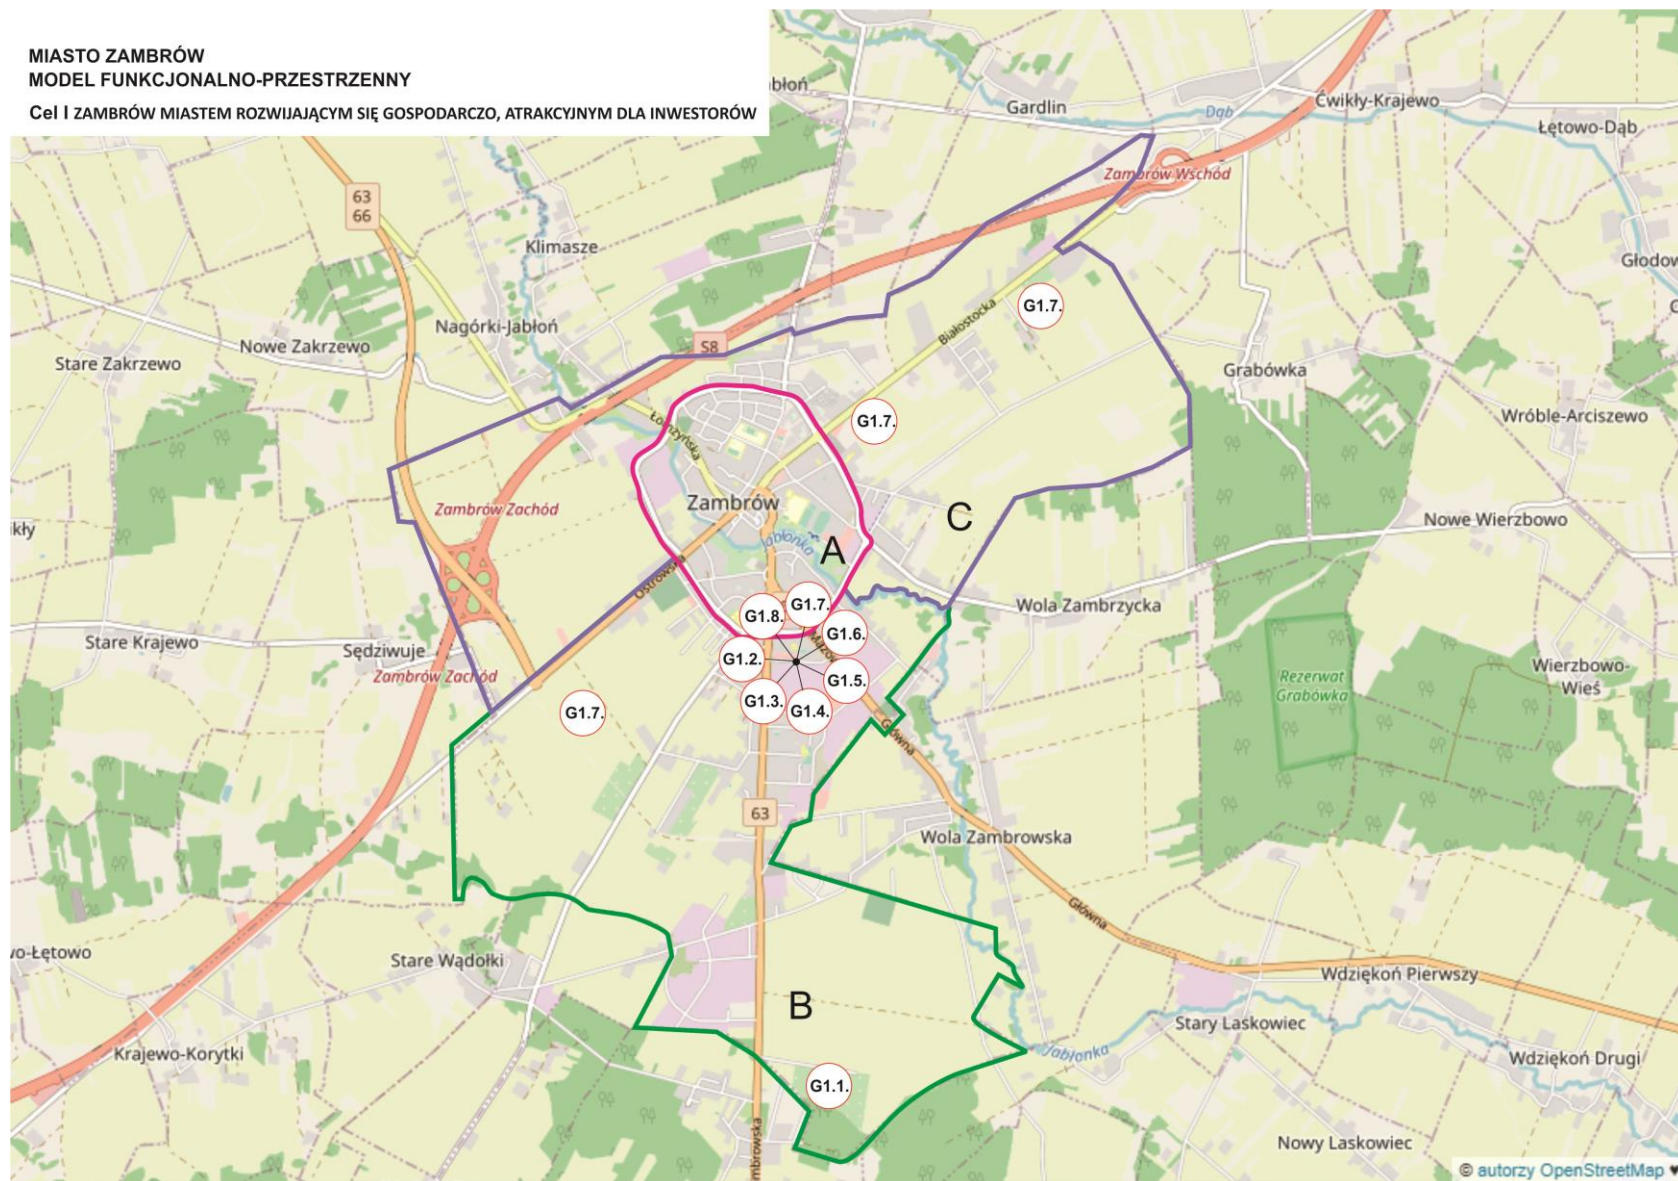 MIASTO ZAMBRÓW
MODEL FUNKCJONALNO-PRZESTRZENNY
Cel I ZAMBRÓW MIASTEM ROZWIJAJĄCYM SIĘ GOSPODARCZO, ATRAKCYJNYM DLA INWESTORÓW
Gardlin
Ćwikły-Krajewo
Dąb
Łętowo-Dąb
Zambrów Wschód
63
66
Klimasze
G1.7.
Białostocka
Nagórki-Jabłoń
Nowe Zakrzewo
S8
Stare Zakrzewo
Grabówka
Wróble-Arciszewo
Łomżyńska
G1.7.
Zambrów
Zambrów Zachód
C
Nowe Wierzbowo
Jabłonka
A
Ostrowska
Wola Zambrzycka
G1.8.
G1.7.
G1.6.
Stare Krajewo
Sędziwuje
Zambrów Zachód
G1.2.
G1.5.
G1.3.
G1.4.
Rezerwat
Grabówka
Wierzbowo-
Wieś
G1.7.
Główna
63
Wola Zambrowska
Główna
Stare Wądołki
Wdziękoń Pierwszy
B
Stary Laskowiec
Krajewo-Korytki
Jabłonka
Wdziękoń Drugi
G1.1.
Nowy Laskowiec
© autorzy OpenStreetMap ♥